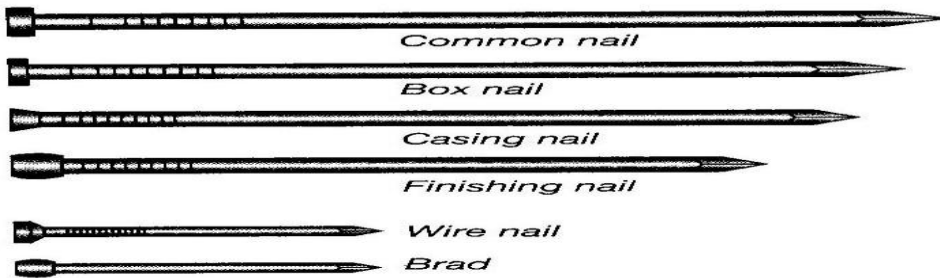 Common nail
Box nail
Casing nail
Finishing nail
Wire nail
Brad